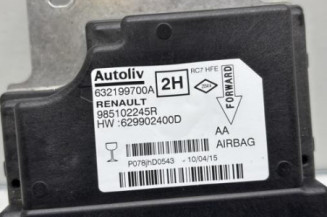 Autoliv
2H
RC7 HFE
632199700A
RENAULT
985102245R
HW :629902400D
FORWARD
AA
AIRBAG
P078jhD0543 - 10/04/15